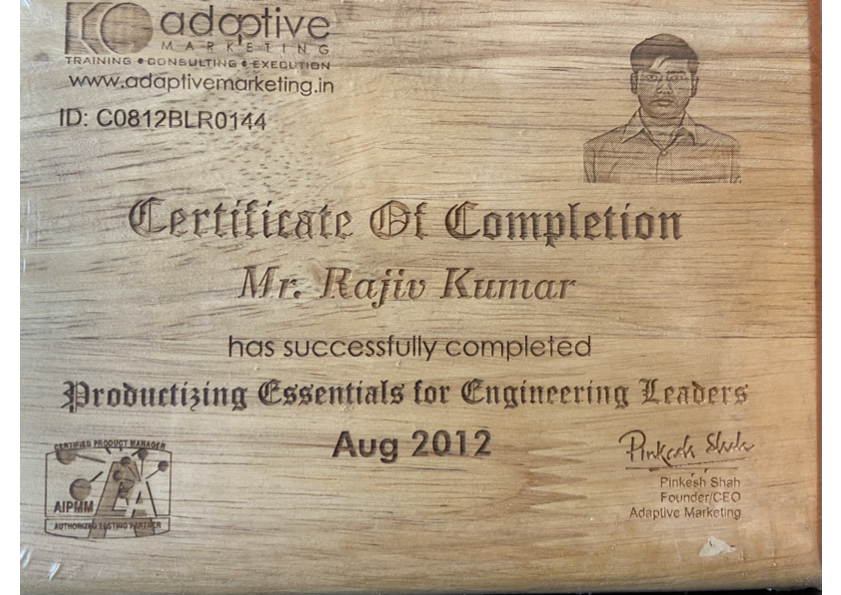 adaptive
MARKETING
TRAINING • CONSULTING • EXECUTION
www.adaptivemarketing.in
ID: C0812BLR0144
Certificate Of Completion
Mr. Rajiv Kumar
has successfully completed
Productizing Essentials for Engineering Leaders
Aug 2012
CERTIFIED PRODUCT MANAGER
AIPMM
AUTHORIZED TESTING PARTNER
Pinkesh Shah
Pinkesh Shah
Founder/CEO
Adaptive Marketing